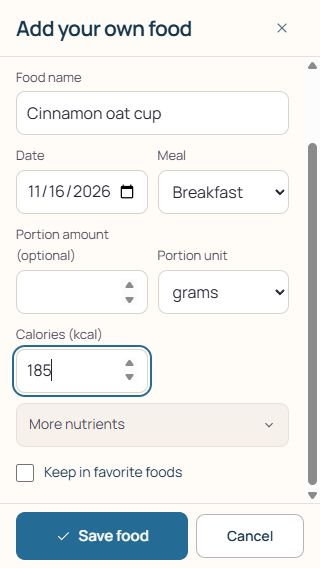 Add your own food
Food name
Cinnamon oat cup
Date
Meal
11/16/2026
Breakfast
Portion amount
(optional)
Portion unit
grams
Calories (kcal)
185
More nutrients
Keep in favorite foods
Save food
Cancel